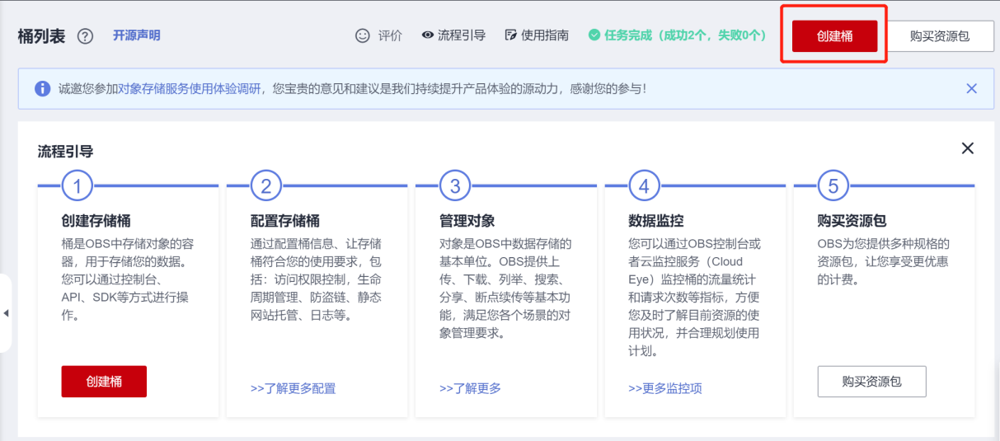 桶列表 ? 开源声明 评价 流程引导 使用指南 任务完成（成功2个，失败0个） 创建桶 购买资源包
诚邀您参加对象存储服务使用体验调研，您宝贵的意见和建议是我们持续提升产品体验的源动力，感谢您的参与！
流程引导
1
创建存储桶
桶是OBS中存储对象的容
器，用于存储您的数据。
您可以通过控制台、
API、SDK等方式进行操
作。
创建桶
2
配置存储桶
通过配置桶信息、让存储
桶符合您的使用要求，包
括：访问权限控制，生命
周期管理、防盗链、静态
网站托管、日志等。
>>了解更多配置
3
管理对象
对象是OBS中数据存储的
基本单位。OBS提供上
传、下载、列举、搜索、
分享、断点续传等基本功
能，满足您各个场景的对
象管理要求。
>>了解更多
4
数据监控
您可以通过OBS控制台或
者云监控服务（Cloud
Eye）监控桶的流量统计
和请求次数等指标，方便
您及时了解目前资源的使
用状况，并合理规划使用
计划。
>>更多监控项
5
购买资源包
OBS为您提供多种规格的
资源包，让您享受更优惠
的计费。
购买资源包